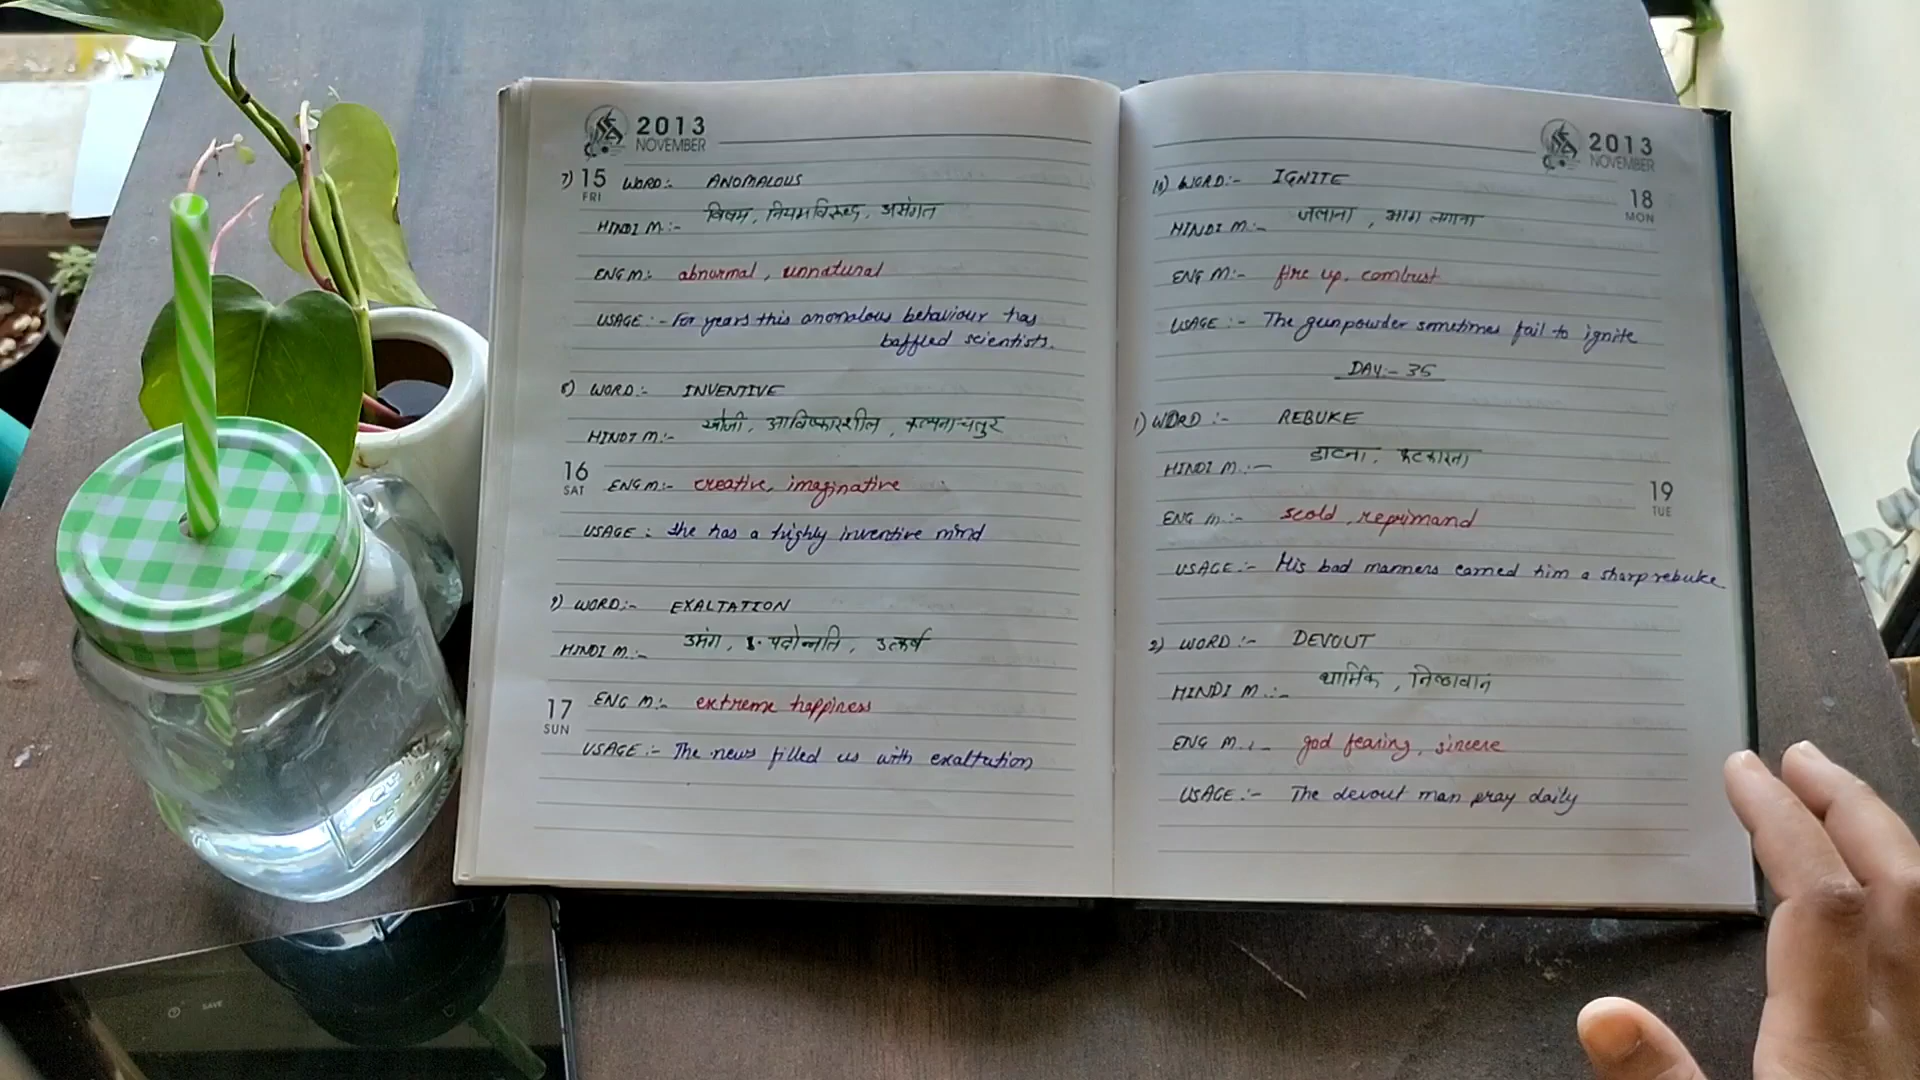 2013
NOVEMBER
7) 15 WORD:- ANOMALOUS
FRI
HINDI M:- विषम, नियमविरुद्ध, असंगत
ENG M:- abnormal, unnatural
USAGE:- For years this anomalous behaviour has
baffled scientists.
8) WORD:- INVENTIVE
HINDI M:- खोजी, आविष्कारशील, कल्पना-चतुर
16
SAT
ENG M:- creative, imaginative
USAGE: She has a highly inventive mind
9) WORD:- EXALTATION
HINDI M:- उमंग, पदोन्नति, उत्कर्ष
17
SUN
ENG M:- extreme happiness
USAGE:- The news filled us with exaltation
2013
NOVEMBER
10) WORD:- IGNITE
18
MON
HINDI M:- जलाना, आग लगाना
ENG M:- fire up, combust
USAGE:- The gunpowder sometimes fail to ignite
DAY:- 35
1) WORD:- REBUKE
HINDI M:- डाटना, फटकारना
19
TUE
ENG M:- scold, reprimand
USAGE:- His bad manners earned him a sharp rebuke
2) WORD:- DEVOUT
HINDI M:- धार्मिक, निष्ठावान
ENG M:- god fearing, sincere
USAGE:- The devout man pray daily
SAVE